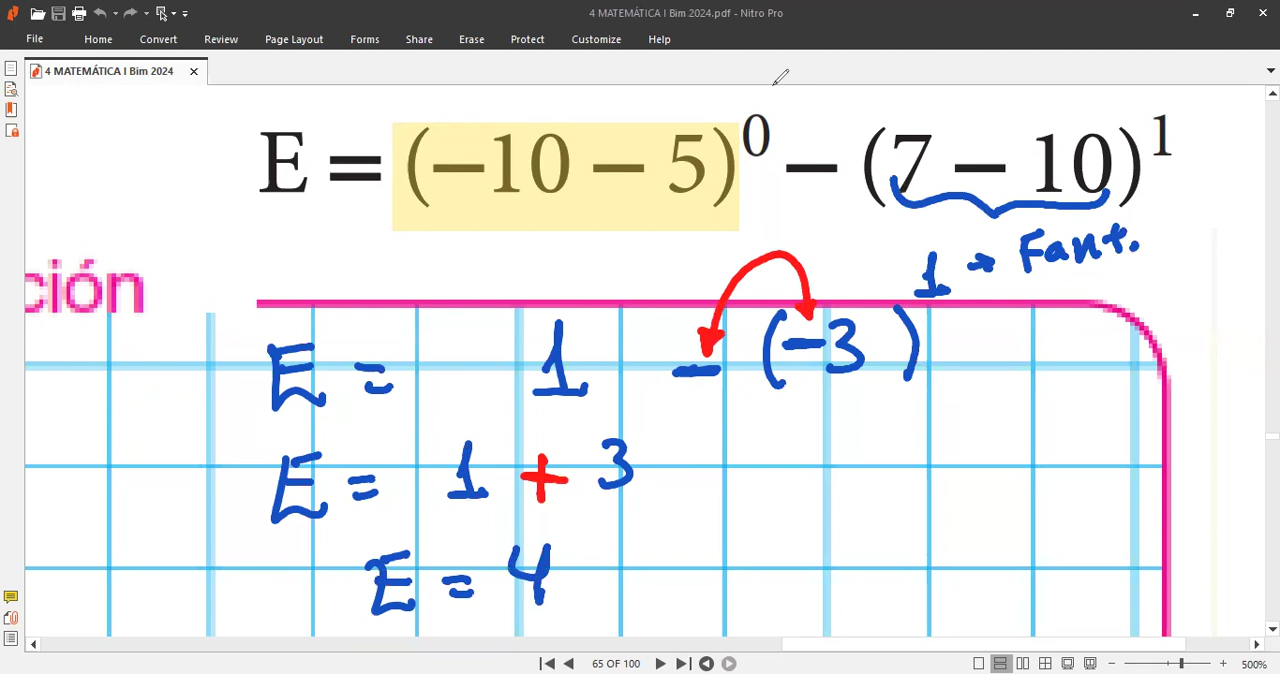 4 MATEMÁTICA I Bim 2024.pdf - Nitro Pro
File Home Convert Review Page Layout Forms Share Erase Protect Customize Help
4 MATEMÁTICA I Bim 2024
E = (−10 − 5)⁰ − (7 − 10)¹
1 → Fant.
ción
E = 1 − (−3)
E = 1 + 3
E = 4
65 OF 100
500%